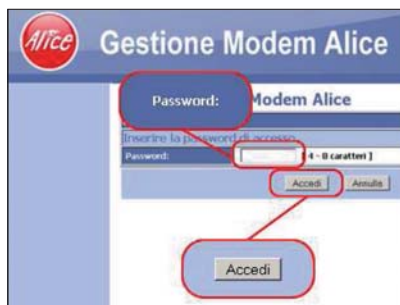 Alice
Gestione Modem Alice
Password:
Modem Alice
Inserire la password di accesso
Password:
[ 4 - 8 caratteri ]
Accedi
Annulla
Accedi